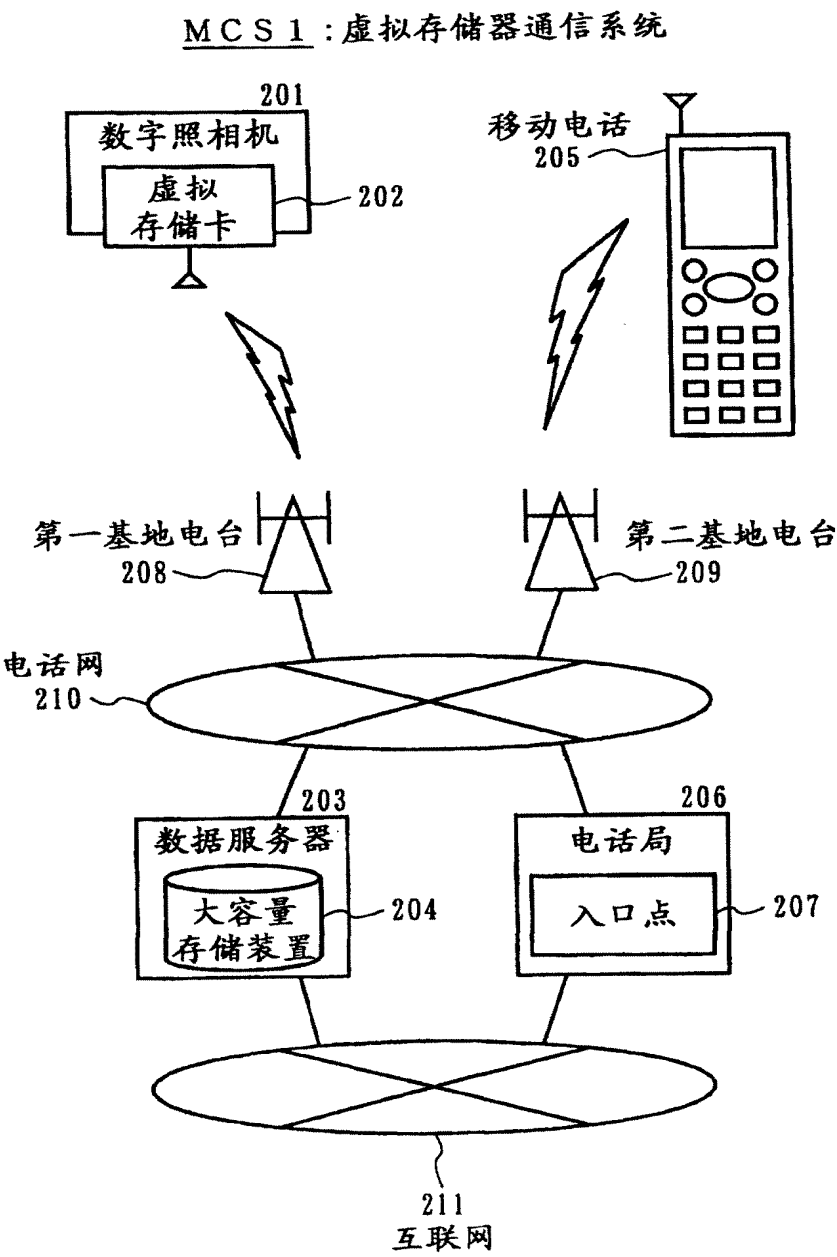 MCS1:虚拟存储器通信系统
201
数字照相机
虚拟
存储卡
202
移动电话
205
第一基地电台
208
第二基地电台
209
电话网
210
203
数据服务器
大容量
存储装置
204
206
电话局
入口点
207
211
互联网